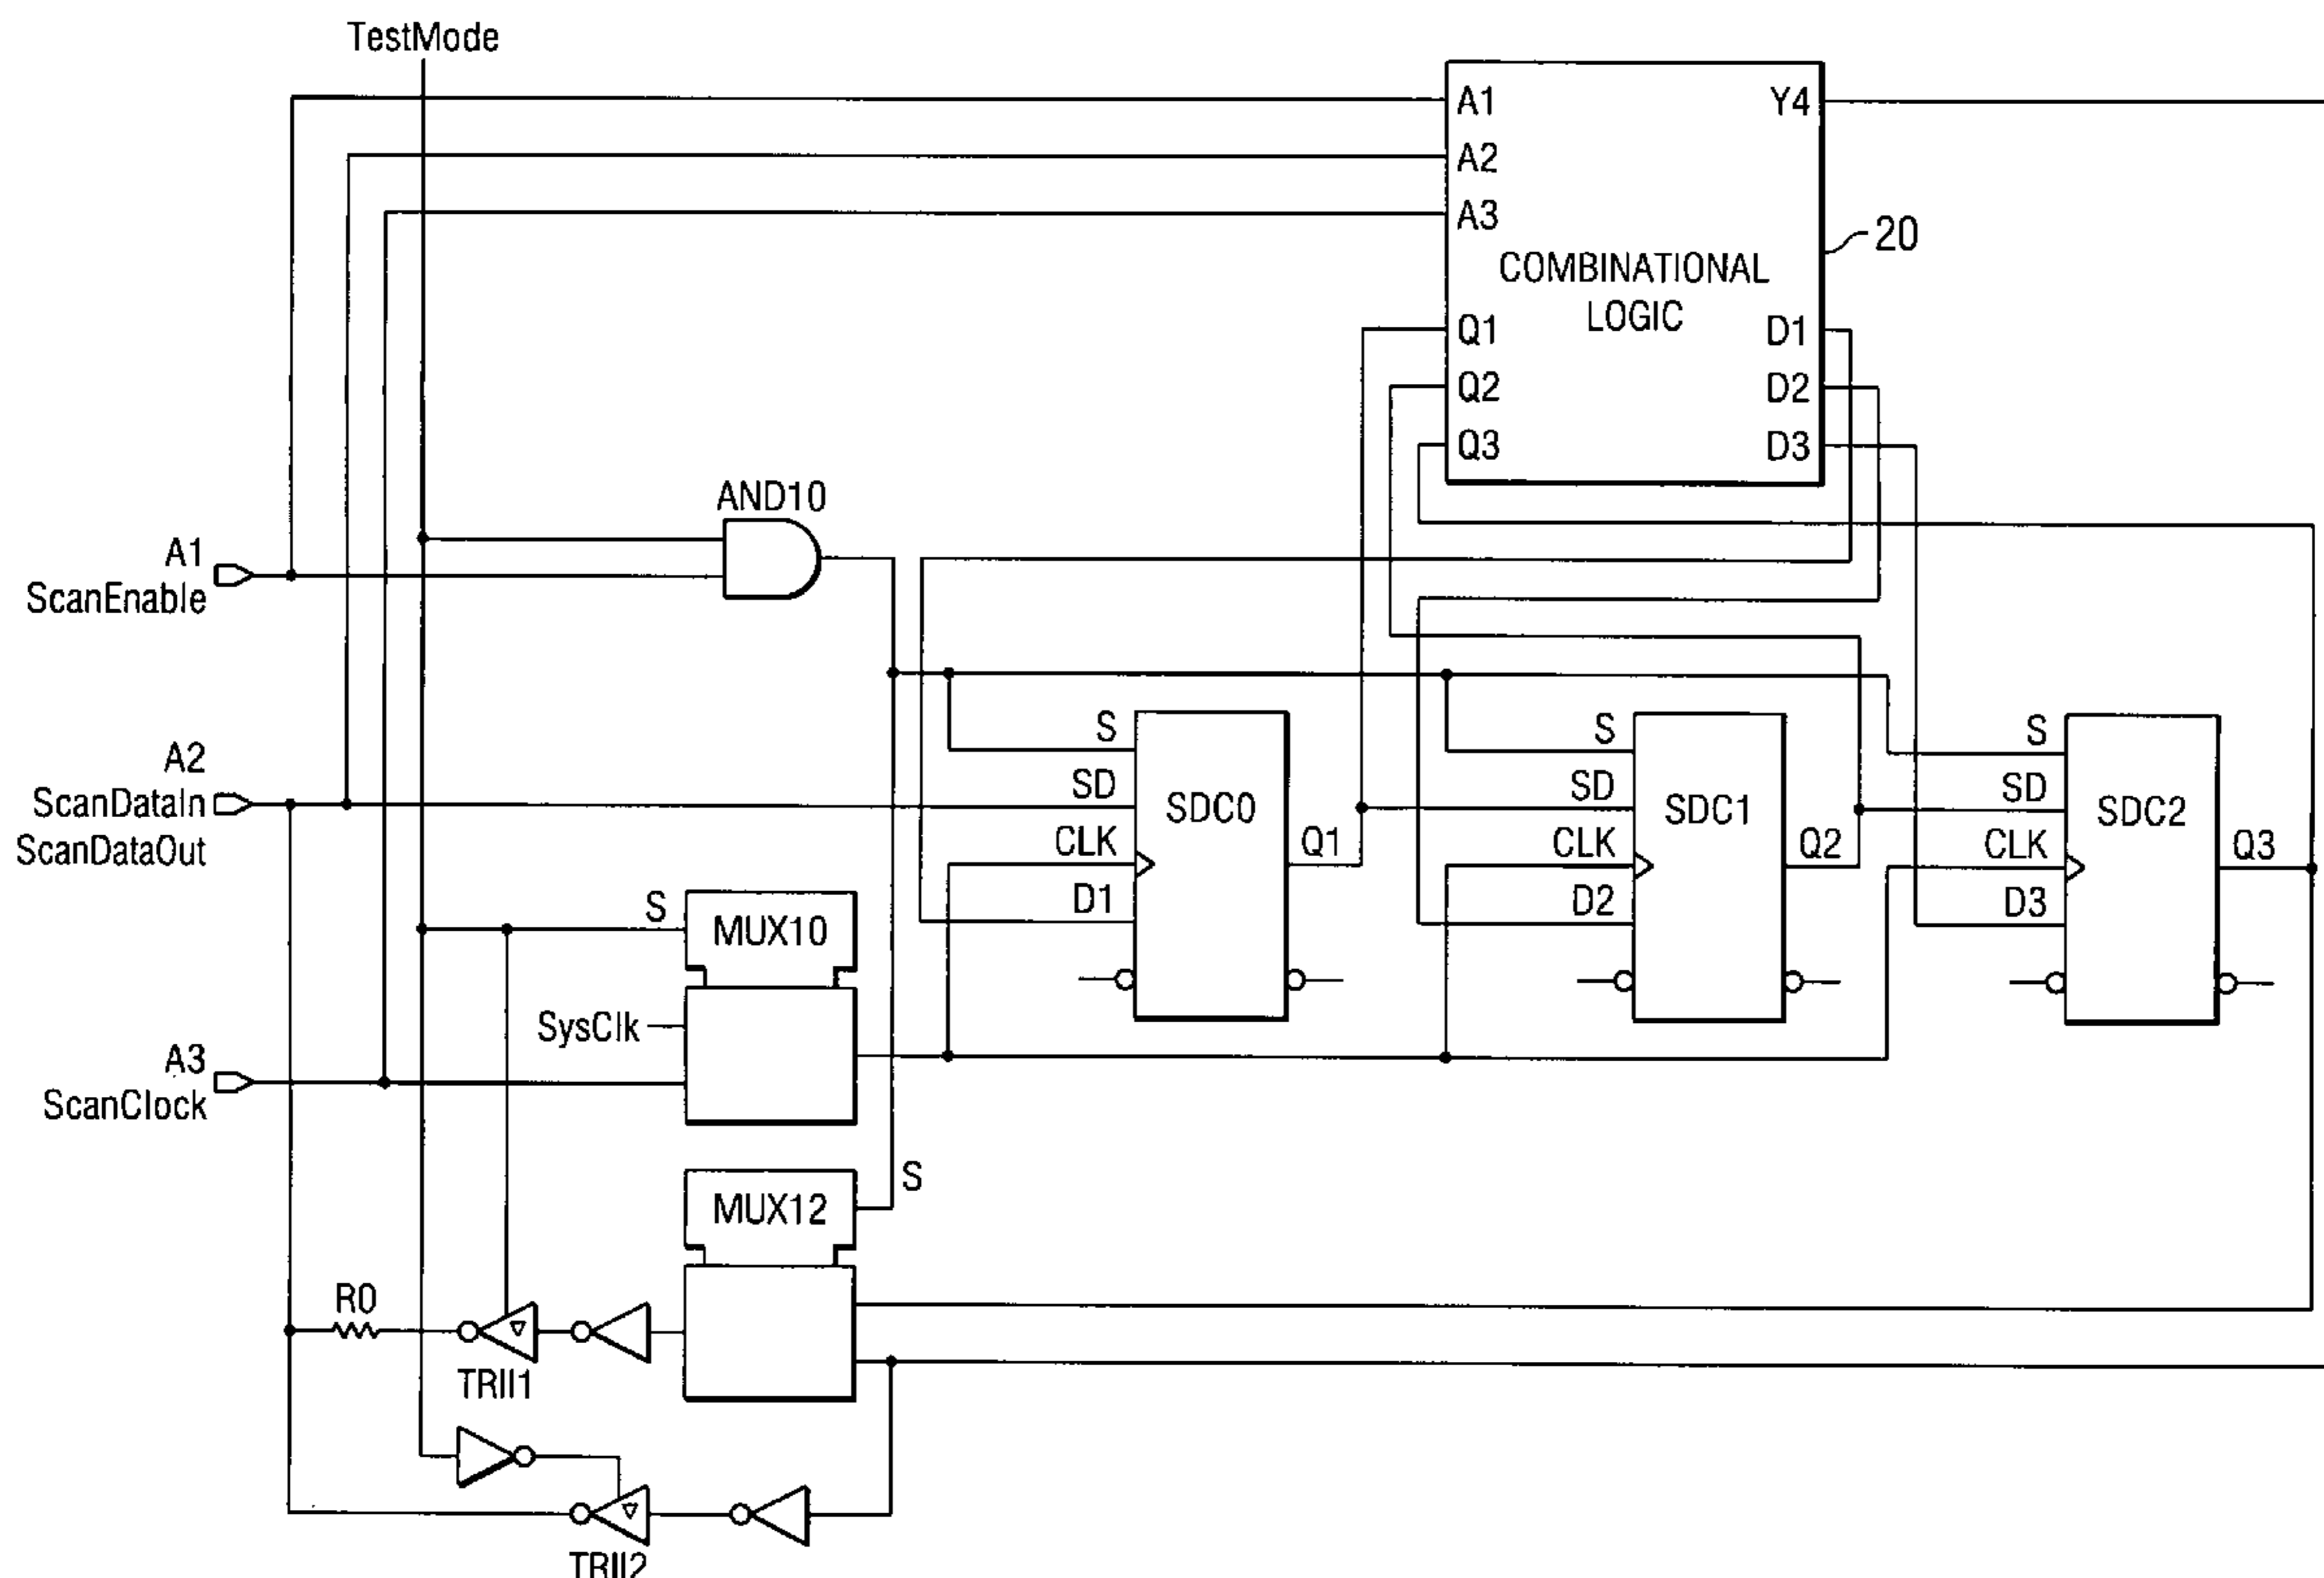 TestMode
A1
Y4
A2
A3
20
COMBINATIONAL
LOGIC
Q1
D1
Q2
D2
Q3
D3
AND10
A1
ScanEnable
S
S
S
A2
ScanDataIn
ScanDataOut
SD
SDC0
SD
SDC1
SD
SDC2
CLK
Q1
CLK
Q2
CLK
Q3
D1
D2
D3
S
MUX10
SysClk
A3
ScanClock
S
MUX12
R0
TRII1
TRII2